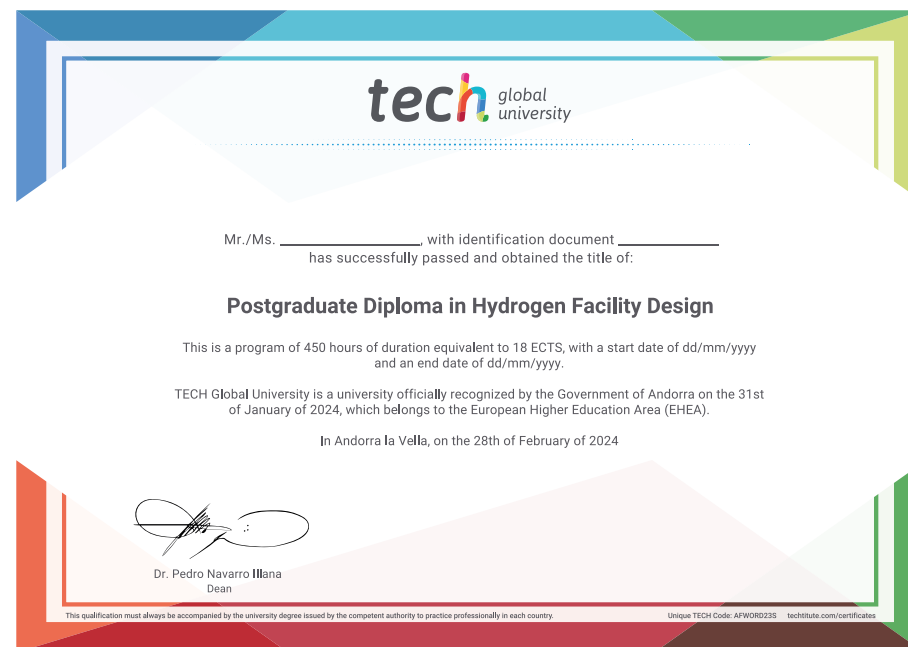 tech global
university
Mr./Ms. ____________, with identification document ____________
has successfully passed and obtained the title of:
Postgraduate Diploma in Hydrogen Facility Design
This is a program of 450 hours of duration equivalent to 18 ECTS, with a start date of dd/mm/yyyy
and an end date of dd/mm/yyyy.
TECH Global University is a university officially recognized by the Government of Andorra on the 31st
of January of 2024, which belongs to the European Higher Education Area (EHEA).
In Andorra la Vella, on the 28th of February of 2024
Dr. Pedro Navarro Illana
Dean
This qualification must always be accompanied by the university degree issued by the competent authority to practice professionally in each country. Unique TECH Code: AFWORD23S techtitute.com/certificates